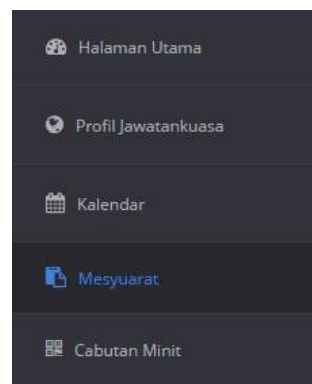 Halaman Utama
Profil Jawatankuasa
Kalendar
Mesyuarat
Cabutan Minit